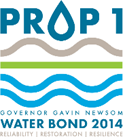 PROP 1
GOVERNOR GAVIN NEWSOM
WATER BOND 2014
RELIABILITY | RESTORATION | RESILIENCE